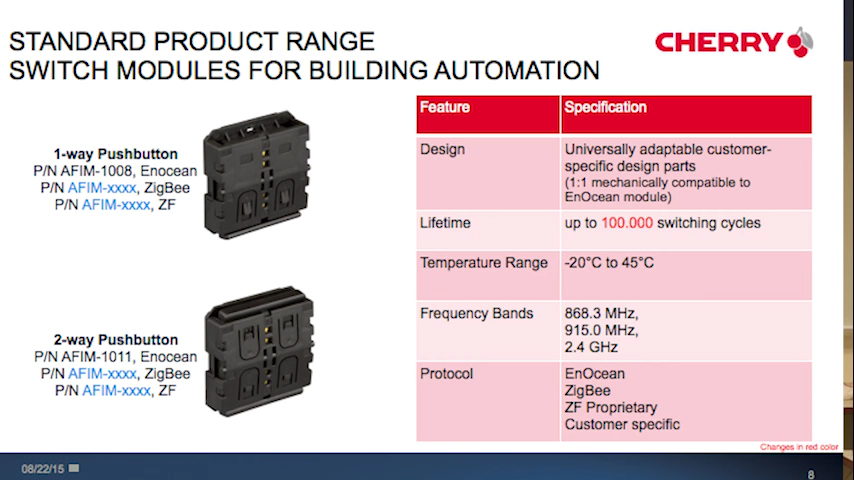 STANDARD PRODUCT RANGE
SWITCH MODULES FOR BUILDING AUTOMATION
CHERRY
1-way Pushbutton
P/N AFIM-1008, Enocean
P/N AFIM-xxxx, ZigBee
P/N AFIM-xxxx, ZF
2-way Pushbutton
P/N AFIM-1011, Enocean
P/N AFIM-xxxx, ZigBee
P/N AFIM-xxxx, ZF
Feature Specification
Design Universally adaptable customer-
specific design parts
(1:1 mechanically compatible to
EnOcean module)
Lifetime up to 100.000 switching cycles
Temperature Range -20°C to 45°C
Frequency Bands 868.3 MHz,
915.0 MHz,
2.4 GHz
Protocol EnOcean
ZigBee
ZF Proprietary
Customer specific
Changes in red color
08/22/15
8